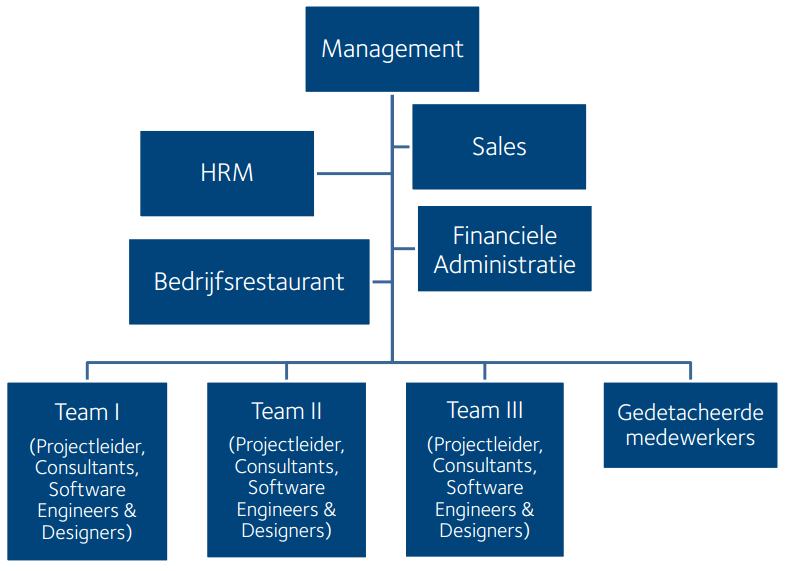 Management
Sales
HRM
Financiele
Administratie
Bedrijfsrestaurant
Team I
(Projectleider,
Consultants,
Software
Engineers &
Designers)
Team II
(Projectleider,
Consultants,
Software
Engineers &
Designers)
Team III
(Projectleider,
Consultants,
Software
Engineers &
Designers)
Gedetacheerde
medewerkers